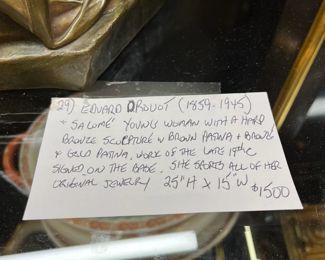 29) EDUARD DROUOT (1859-1945)
+ "SALOME" YOUNG WOMAN WITH A HARP
BRONZE SCULPTURE W BROWN PATINA + BRONZE
+ GOLD PATINA. WORK OF THE LATE 19TH C
SIGNED ON THE BASE. SHE SPORTS ALL OF HER
ORIGINAL JEWELRY 25"H X 15"W $1500